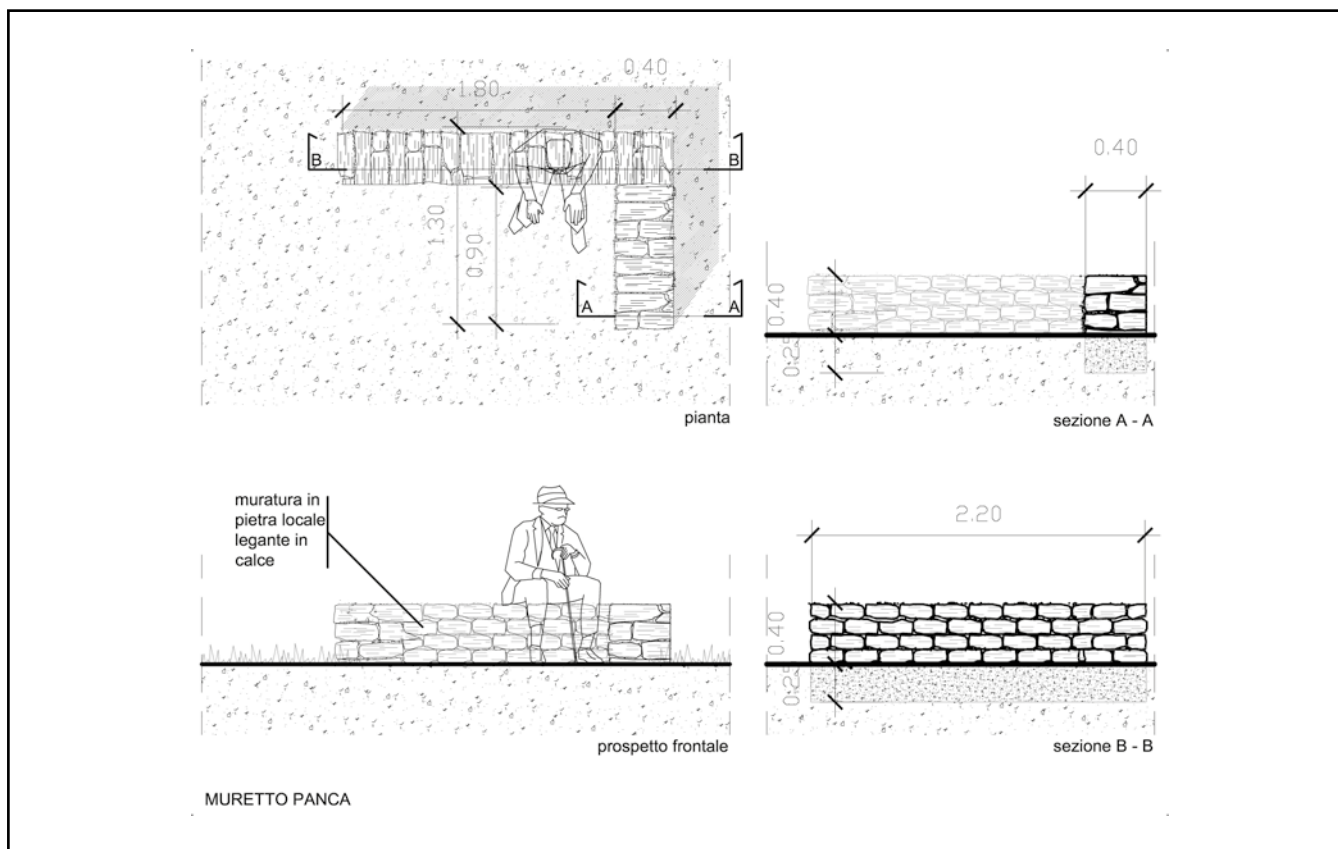 0.40
1.80
B
B
1.30
0.90
A
A
pianta
0.40
0.40
0.25
sezione A - A
muratura in
pietra locale
legante in
calce
prospetto frontale
2.20
0.40
0.25
sezione B - B
MURETTO PANCA